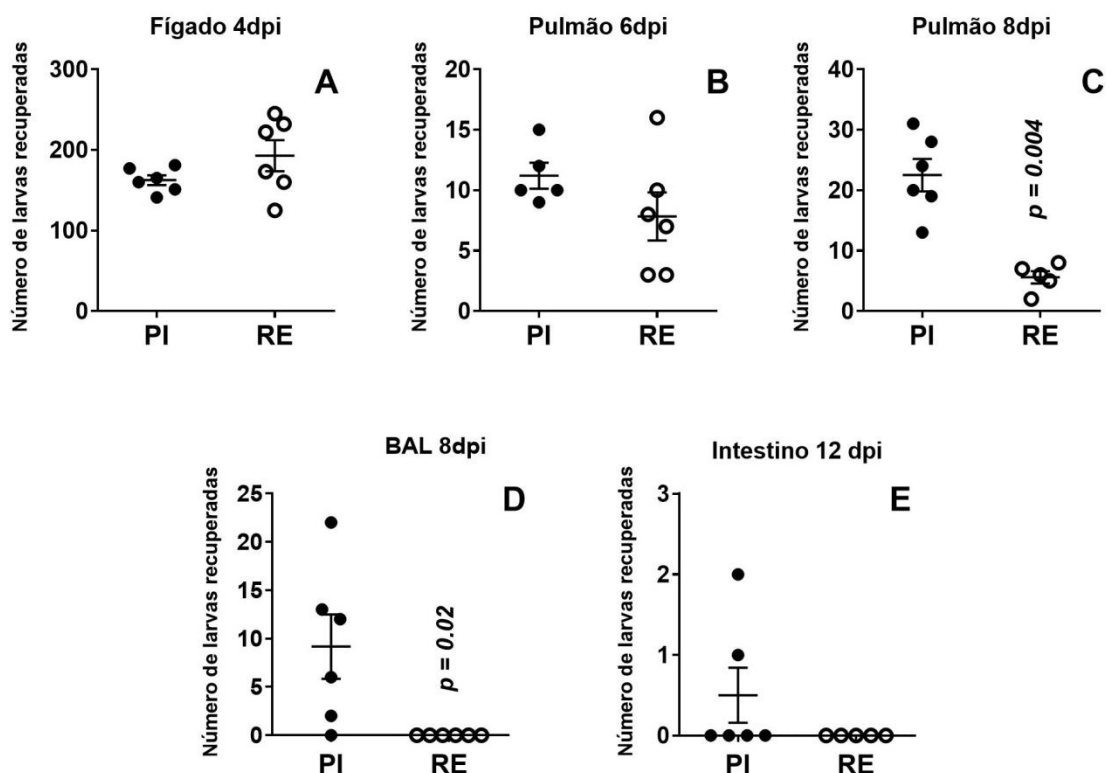 Fígado 4dpi
Número de larvas recuperadas
300
200
100
0
A
PI
RE
Pulmão 6dpi
Número de larvas recuperadas
20
15
10
5
0
B
PI
RE
Pulmão 8dpi
Número de larvas recuperadas
40
30
20
10
0
C
p = 0.004
PI
RE
BAL 8dpi
Número de larvas recuperadas
25
20
15
10
5
0
D
p = 0.02
PI
RE
Intestino 12 dpi
Número de larvas recuperadas
3
2
1
0
E
PI
RE